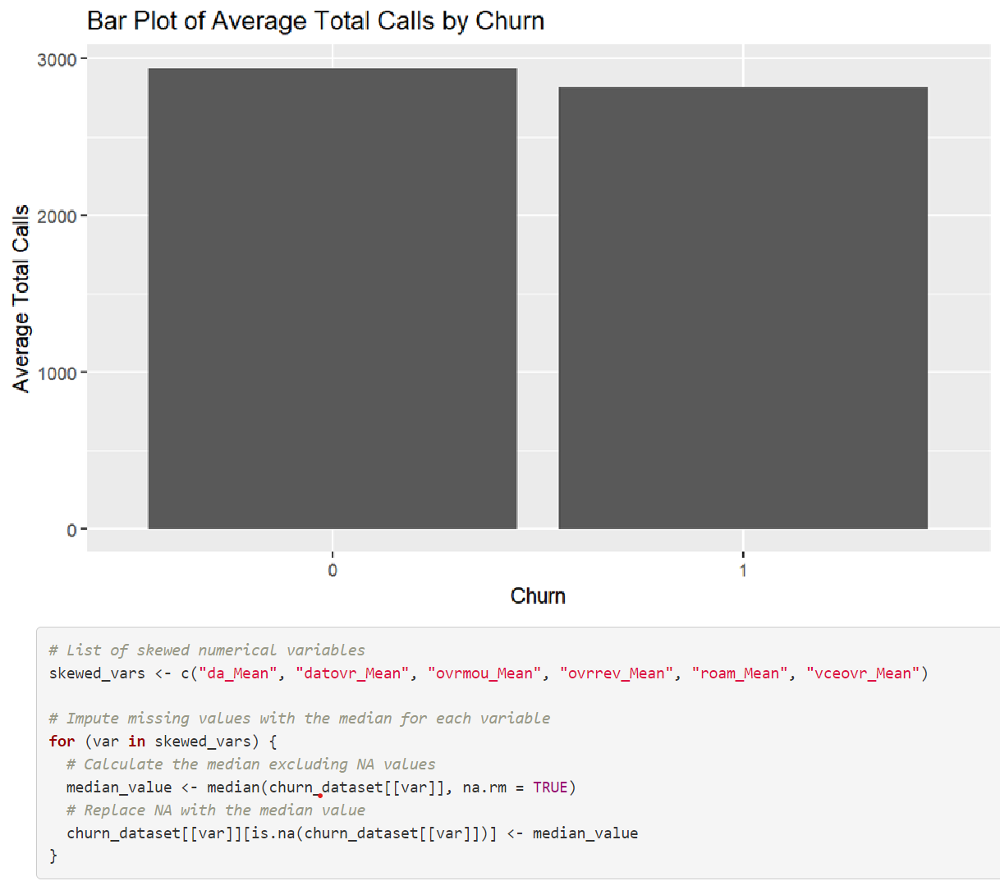 Bar Plot of Average Total Calls by Churn
3000
2000
1000
0
Average Total Calls
0 1
Churn
# List of skewed numerical variables
skewed_vars <- c("da_Mean", "datovr_Mean", "ovrmou_Mean", "ovrrev_Mean", "roam_Mean", "vceovr_Mean")
# Impute missing values with the median for each variable
for (var in skewed_vars) {
  # Calculate the median excluding NA values
  median_value <- median(churn_dataset[[var]], na.rm = TRUE)
  # Replace NA with the median value
  churn_dataset[[var]][is.na(churn_dataset[[var]])] <- median_value
}